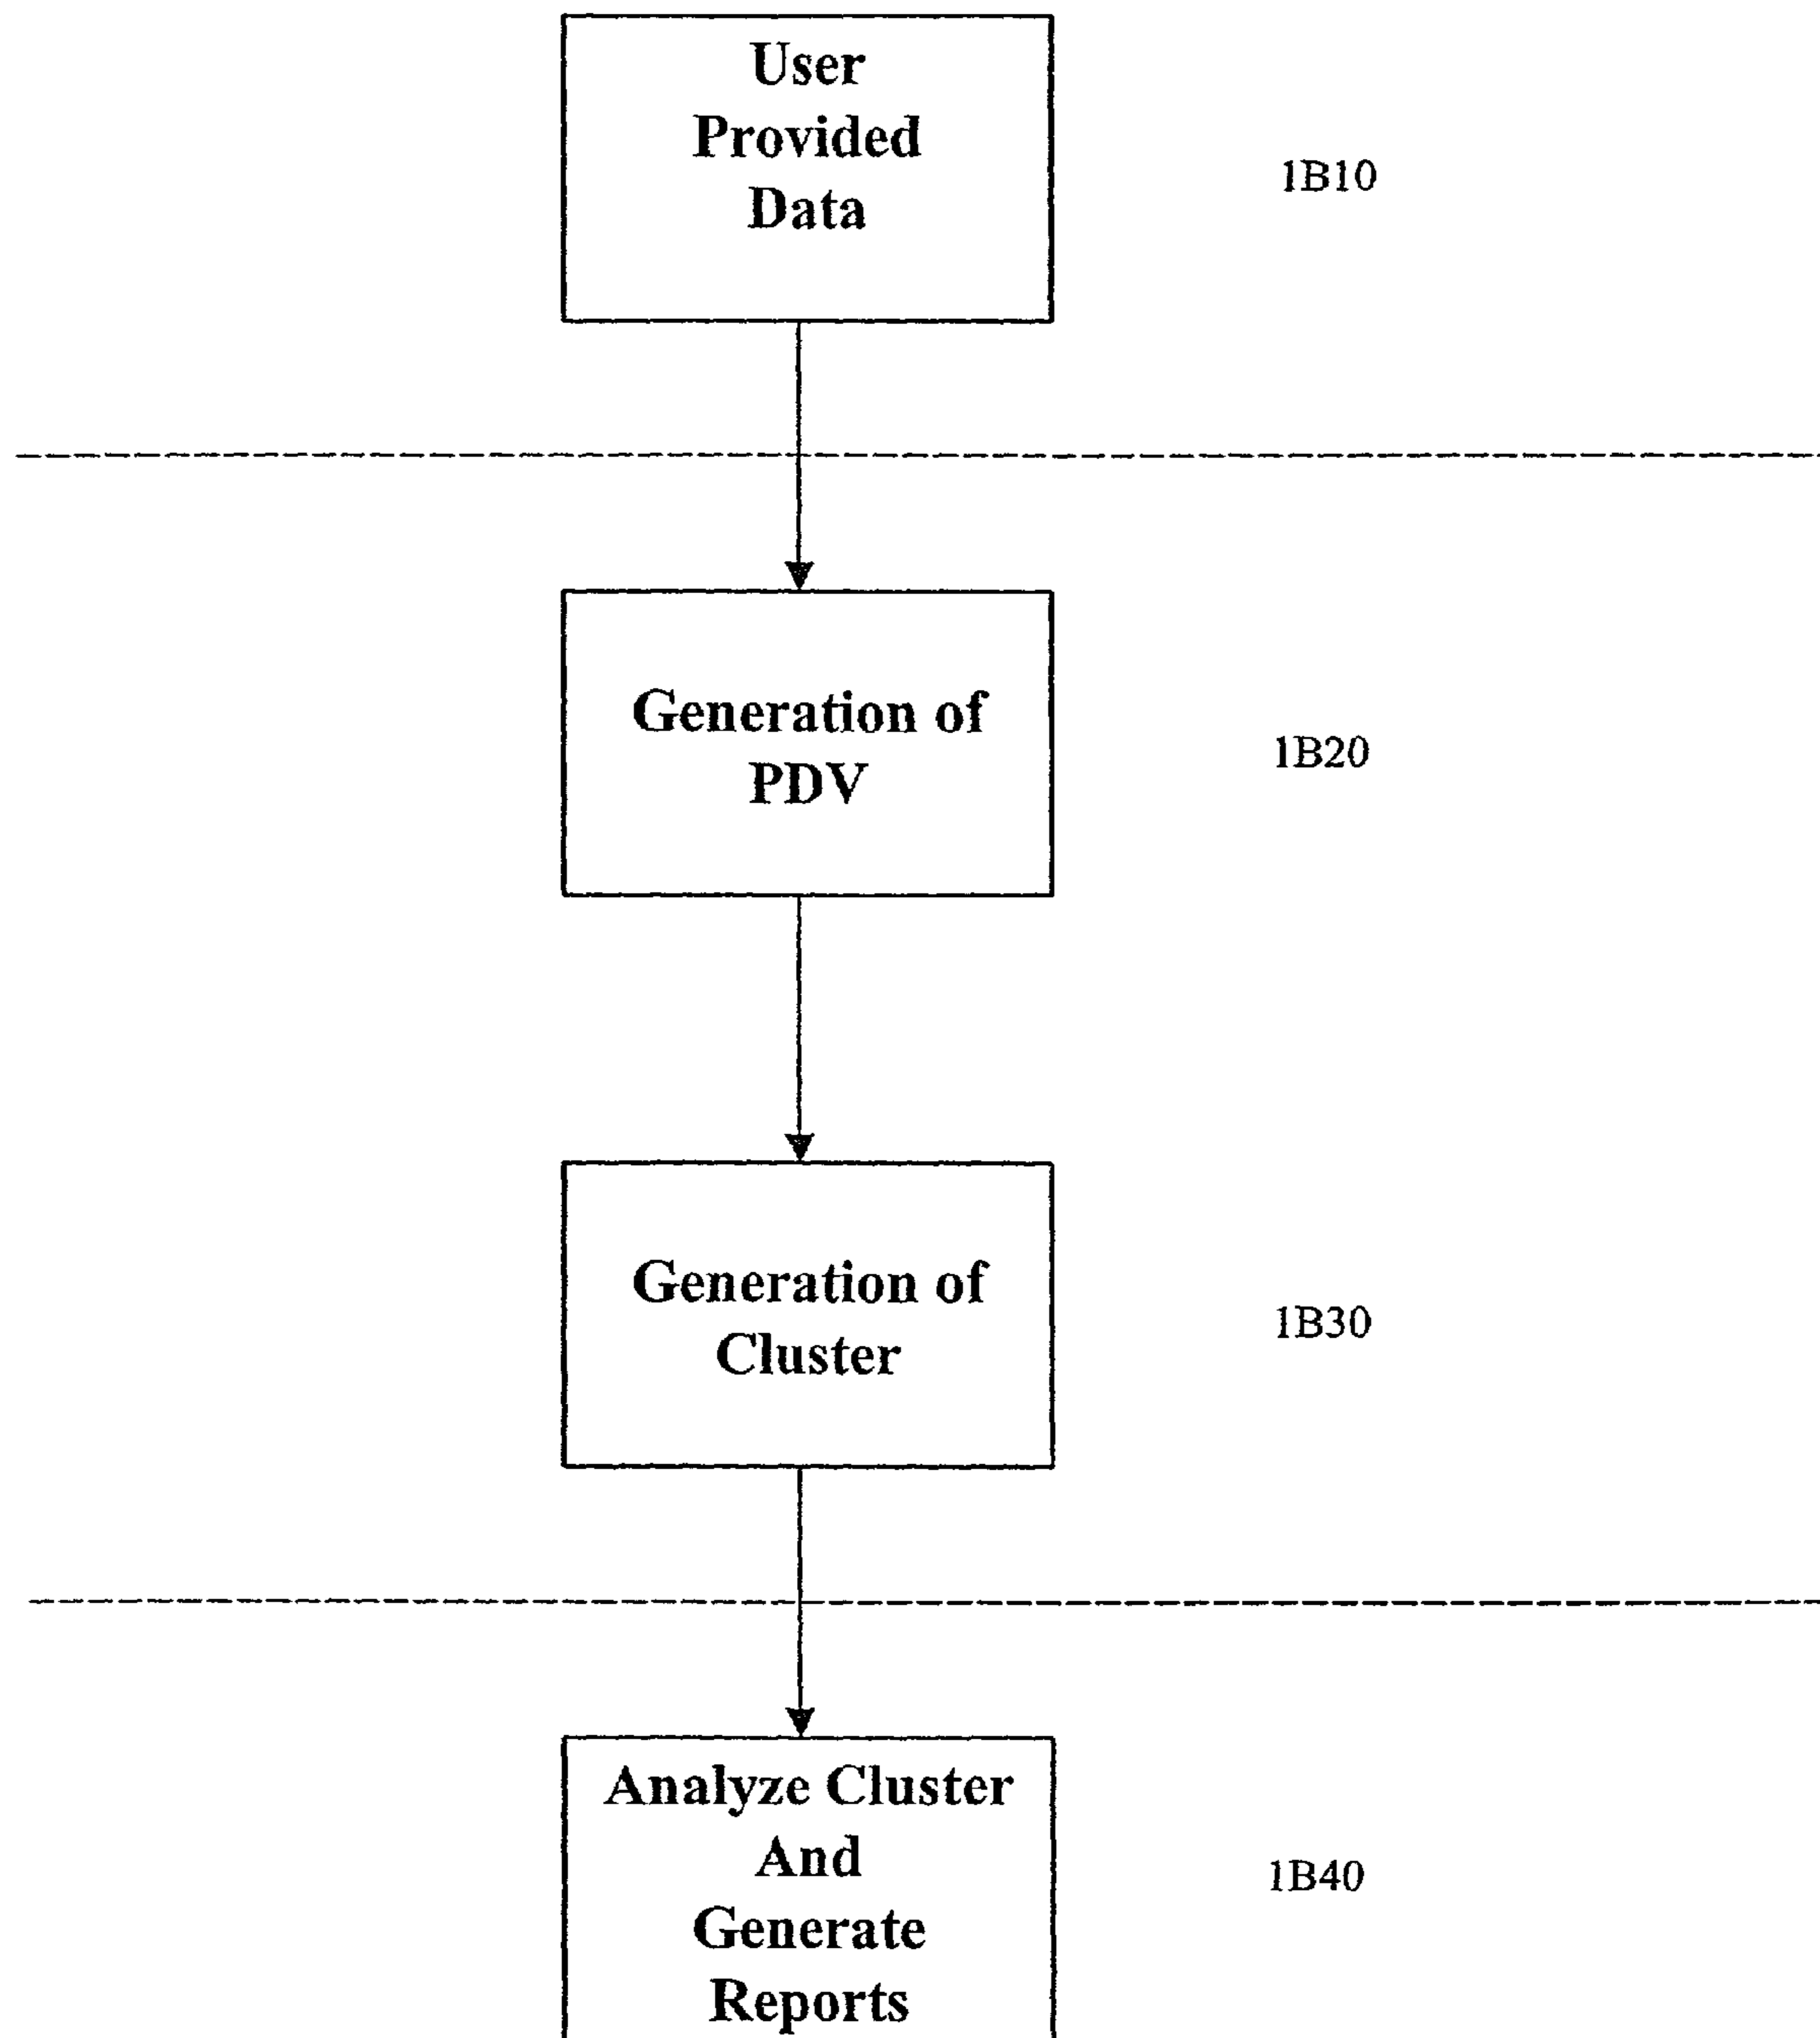 User
Provided
Data
1B10
Generation of
PDV
1B20
Generation of
Cluster
1B30
Analyze Cluster
And
Generate
Reports
1B40